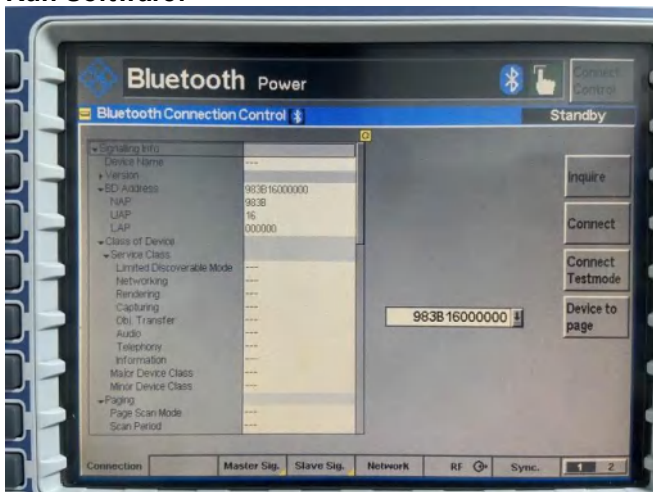 Bluetooth Power
Connect Control
Bluetooth Connection Control
Standby
Signaling Info
Device Name ---
Version
BD Address 983B16000000
NAP 983B
UAP 16
LAP 000000
Class of Device
Service Class
Limited Discoverable Mode ---
Networking ---
Rendering ---
Capturing ---
Obj. Transfer ---
Audio ---
Telephony ---
Information ---
Major Device Class ---
Minor Device Class ---
Paging
Page Scan Mode ---
Scan Period ---
983B16000000
Inquire
Connect
Connect Testmode
Device to page
Connection Master Sig. Slave Sig. Network RF Sync. 1 2